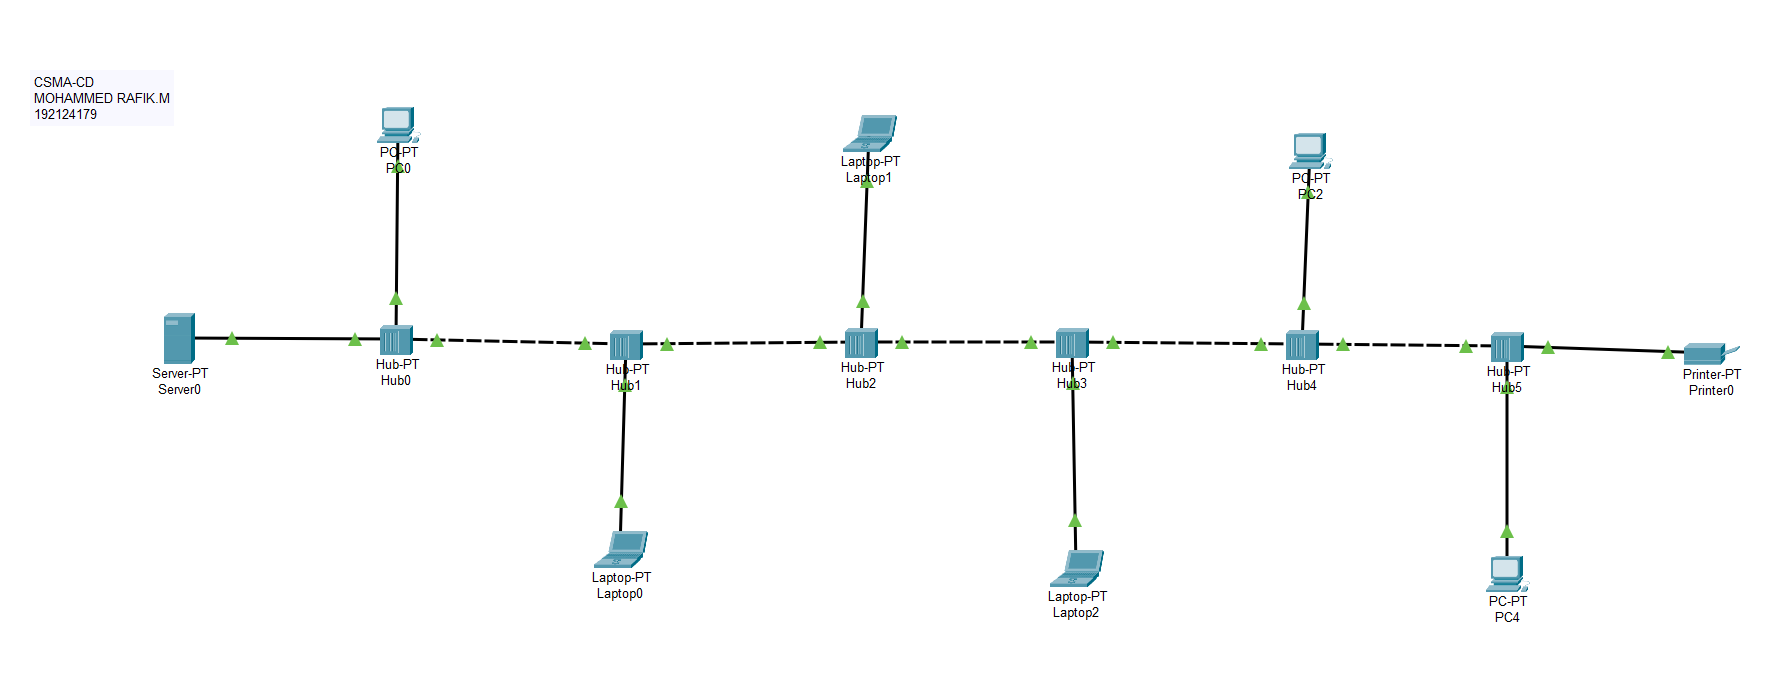 CSMA-CD
MOHAMMED RAFIK.M
192124179
PC-PT
PC0
Laptop-PT
Laptop1
PC-PT
PC2
Server-PT
Server0
Hub-PT
Hub0
Hub-PT
Hub1
Hub-PT
Hub2
Hub-PT
Hub3
Hub-PT
Hub4
Hub-PT
Hub5
Printer-PT
Printer0
Laptop-PT
Laptop0
Laptop-PT
Laptop2
PC-PT
PC4